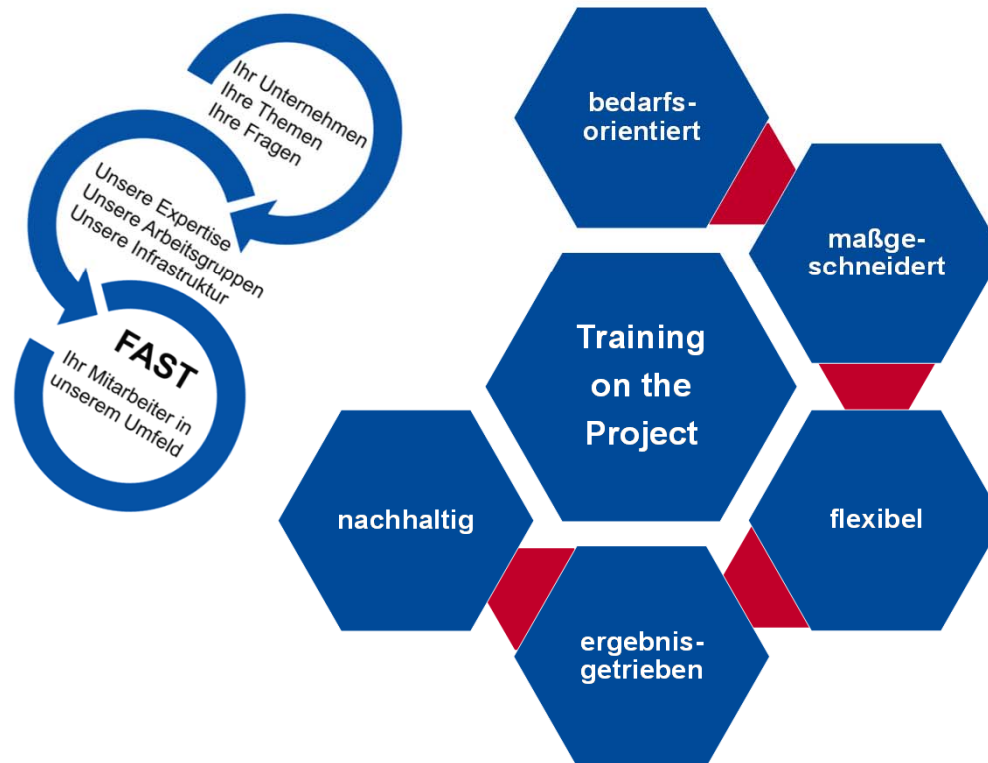 Ihr Unternehmen
Ihre Themen
Ihre Fragen
Unsere Expertise
Unsere Arbeitsgruppen
Unsere Infrastruktur
FAST
Ihr Mitarbeiter in
unserem Umfeld
Training
on the
Project
bedarfs-
orientiert
maßge-
schneidert
flexibel
ergebnis-
getrieben
nachhaltig